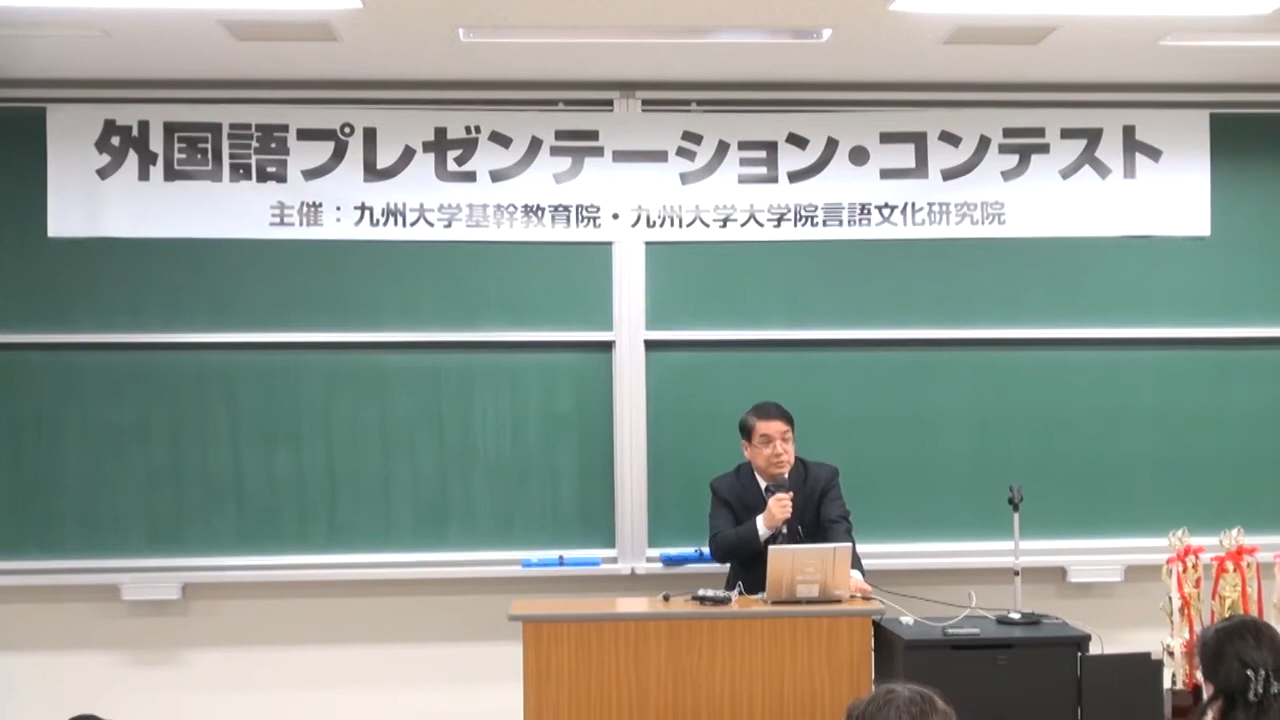 外国語プレゼンテーション・コンテスト
主催：九州大学基幹教育院・九州大学大学院言語文化研究院